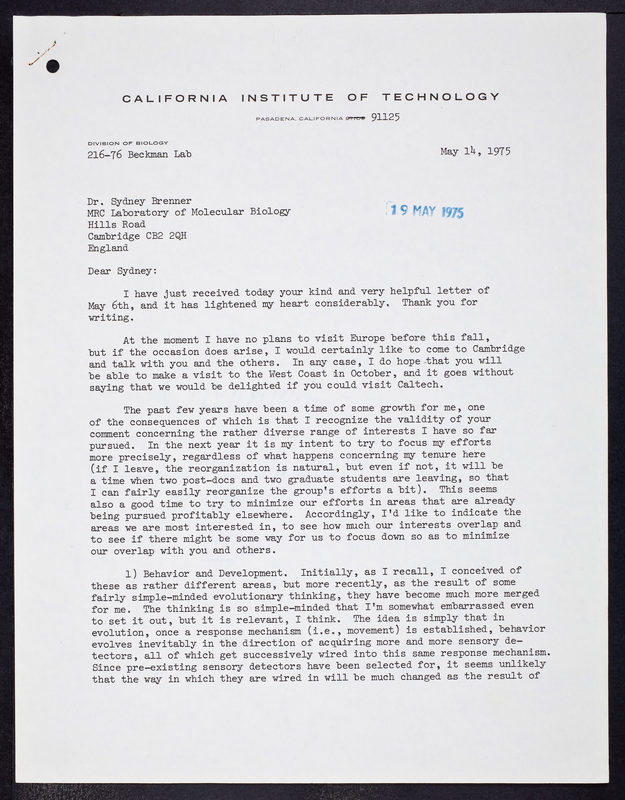 CALIFORNIA INSTITUTE OF TECHNOLOGY
PASADENA, CALIFORNIA 91125
DIVISION OF BIOLOGY
216-76 Beckman Lab
May 14, 1975
Dr. Sydney Brenner
MRC Laboratory of Molecular Biology
Hills Road
Cambridge CB2 2QH
England
19 MAY 1975
Dear Sydney:
I have just received today your kind and very helpful letter of
May 6th, and it has lightened my heart considerably. Thank you for
writing.
At the moment I have no plans to visit Europe before this fall,
but if the occasion does arise, I would certainly like to come to Cambridge
and talk with you and the others. In any case, I do hope that you will
be able to make a visit to the West Coast in October, and it goes without
saying that we would be delighted if you could visit Caltech.
The past few years have been a time of some growth for me, one
of the consequences of which is that I recognize the validity of your
comment concerning the rather diverse range of interests I have so far
pursued. In the next year it is my intent to try to focus my efforts
more precisely, regardless of what happens concerning my tenure here
(if I leave, the reorganization is natural, but even if not, it will be
a time when two post-docs and two graduate students are leaving, so that
I can fairly easily reorganize the group's efforts a bit). This seems
also a good time to try to minimize our efforts in areas that are already
being pursued profitably elsewhere. Accordingly, I'd like to indicate the
areas we are most interested in, to see how much our interests overlap and
to see if there might be some way for us to focus down so as to minimize
our overlap with you and others.
1) Behavior and Development. Initially, as I recall, I conceived of
these as rather different areas, but more recently, as the result of some
fairly simple-minded evolutionary thinking, they have become much more merged
for me. The thinking is so simple-minded that I'm somewhat embarrassed even
to set it out, but it is relevant, I think. The idea is simply that in
evolution, once a response mechanism (i.e., movement) is established, behavior
evolves inevitably in the direction of acquiring more and more sensory de-
tectors, all of which get successively wired into this same response mechanism.
Since pre-existing sensory detectors have been selected for, it seems unlikely
that the way in which they are wired in will be much changed as the result of